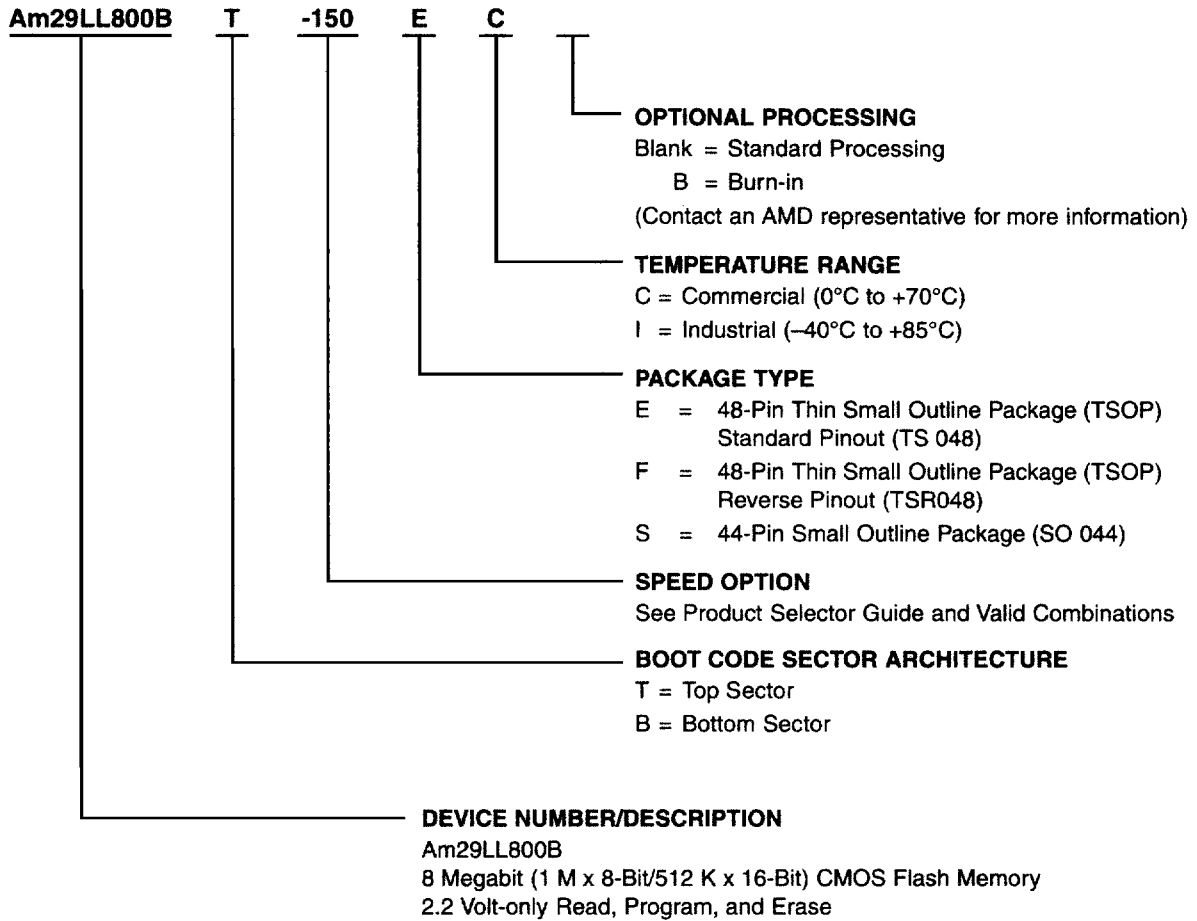 Am29LL800B T -150 E C
OPTIONAL PROCESSING
Blank = Standard Processing
B = Burn-in
(Contact an AMD representative for more information)
TEMPERATURE RANGE
C = Commercial (0°C to +70°C)
I = Industrial (–40°C to +85°C)
PACKAGE TYPE
E = 48-Pin Thin Small Outline Package (TSOP)
Standard Pinout (TS 048)
F = 48-Pin Thin Small Outline Package (TSOP)
Reverse Pinout (TSR048)
S = 44-Pin Small Outline Package (SO 044)
SPEED OPTION
See Product Selector Guide and Valid Combinations
BOOT CODE SECTOR ARCHITECTURE
T = Top Sector
B = Bottom Sector
DEVICE NUMBER/DESCRIPTION
Am29LL800B
8 Megabit (1 M x 8-Bit/512 K x 16-Bit) CMOS Flash Memory
2.2 Volt-only Read, Program, and Erase